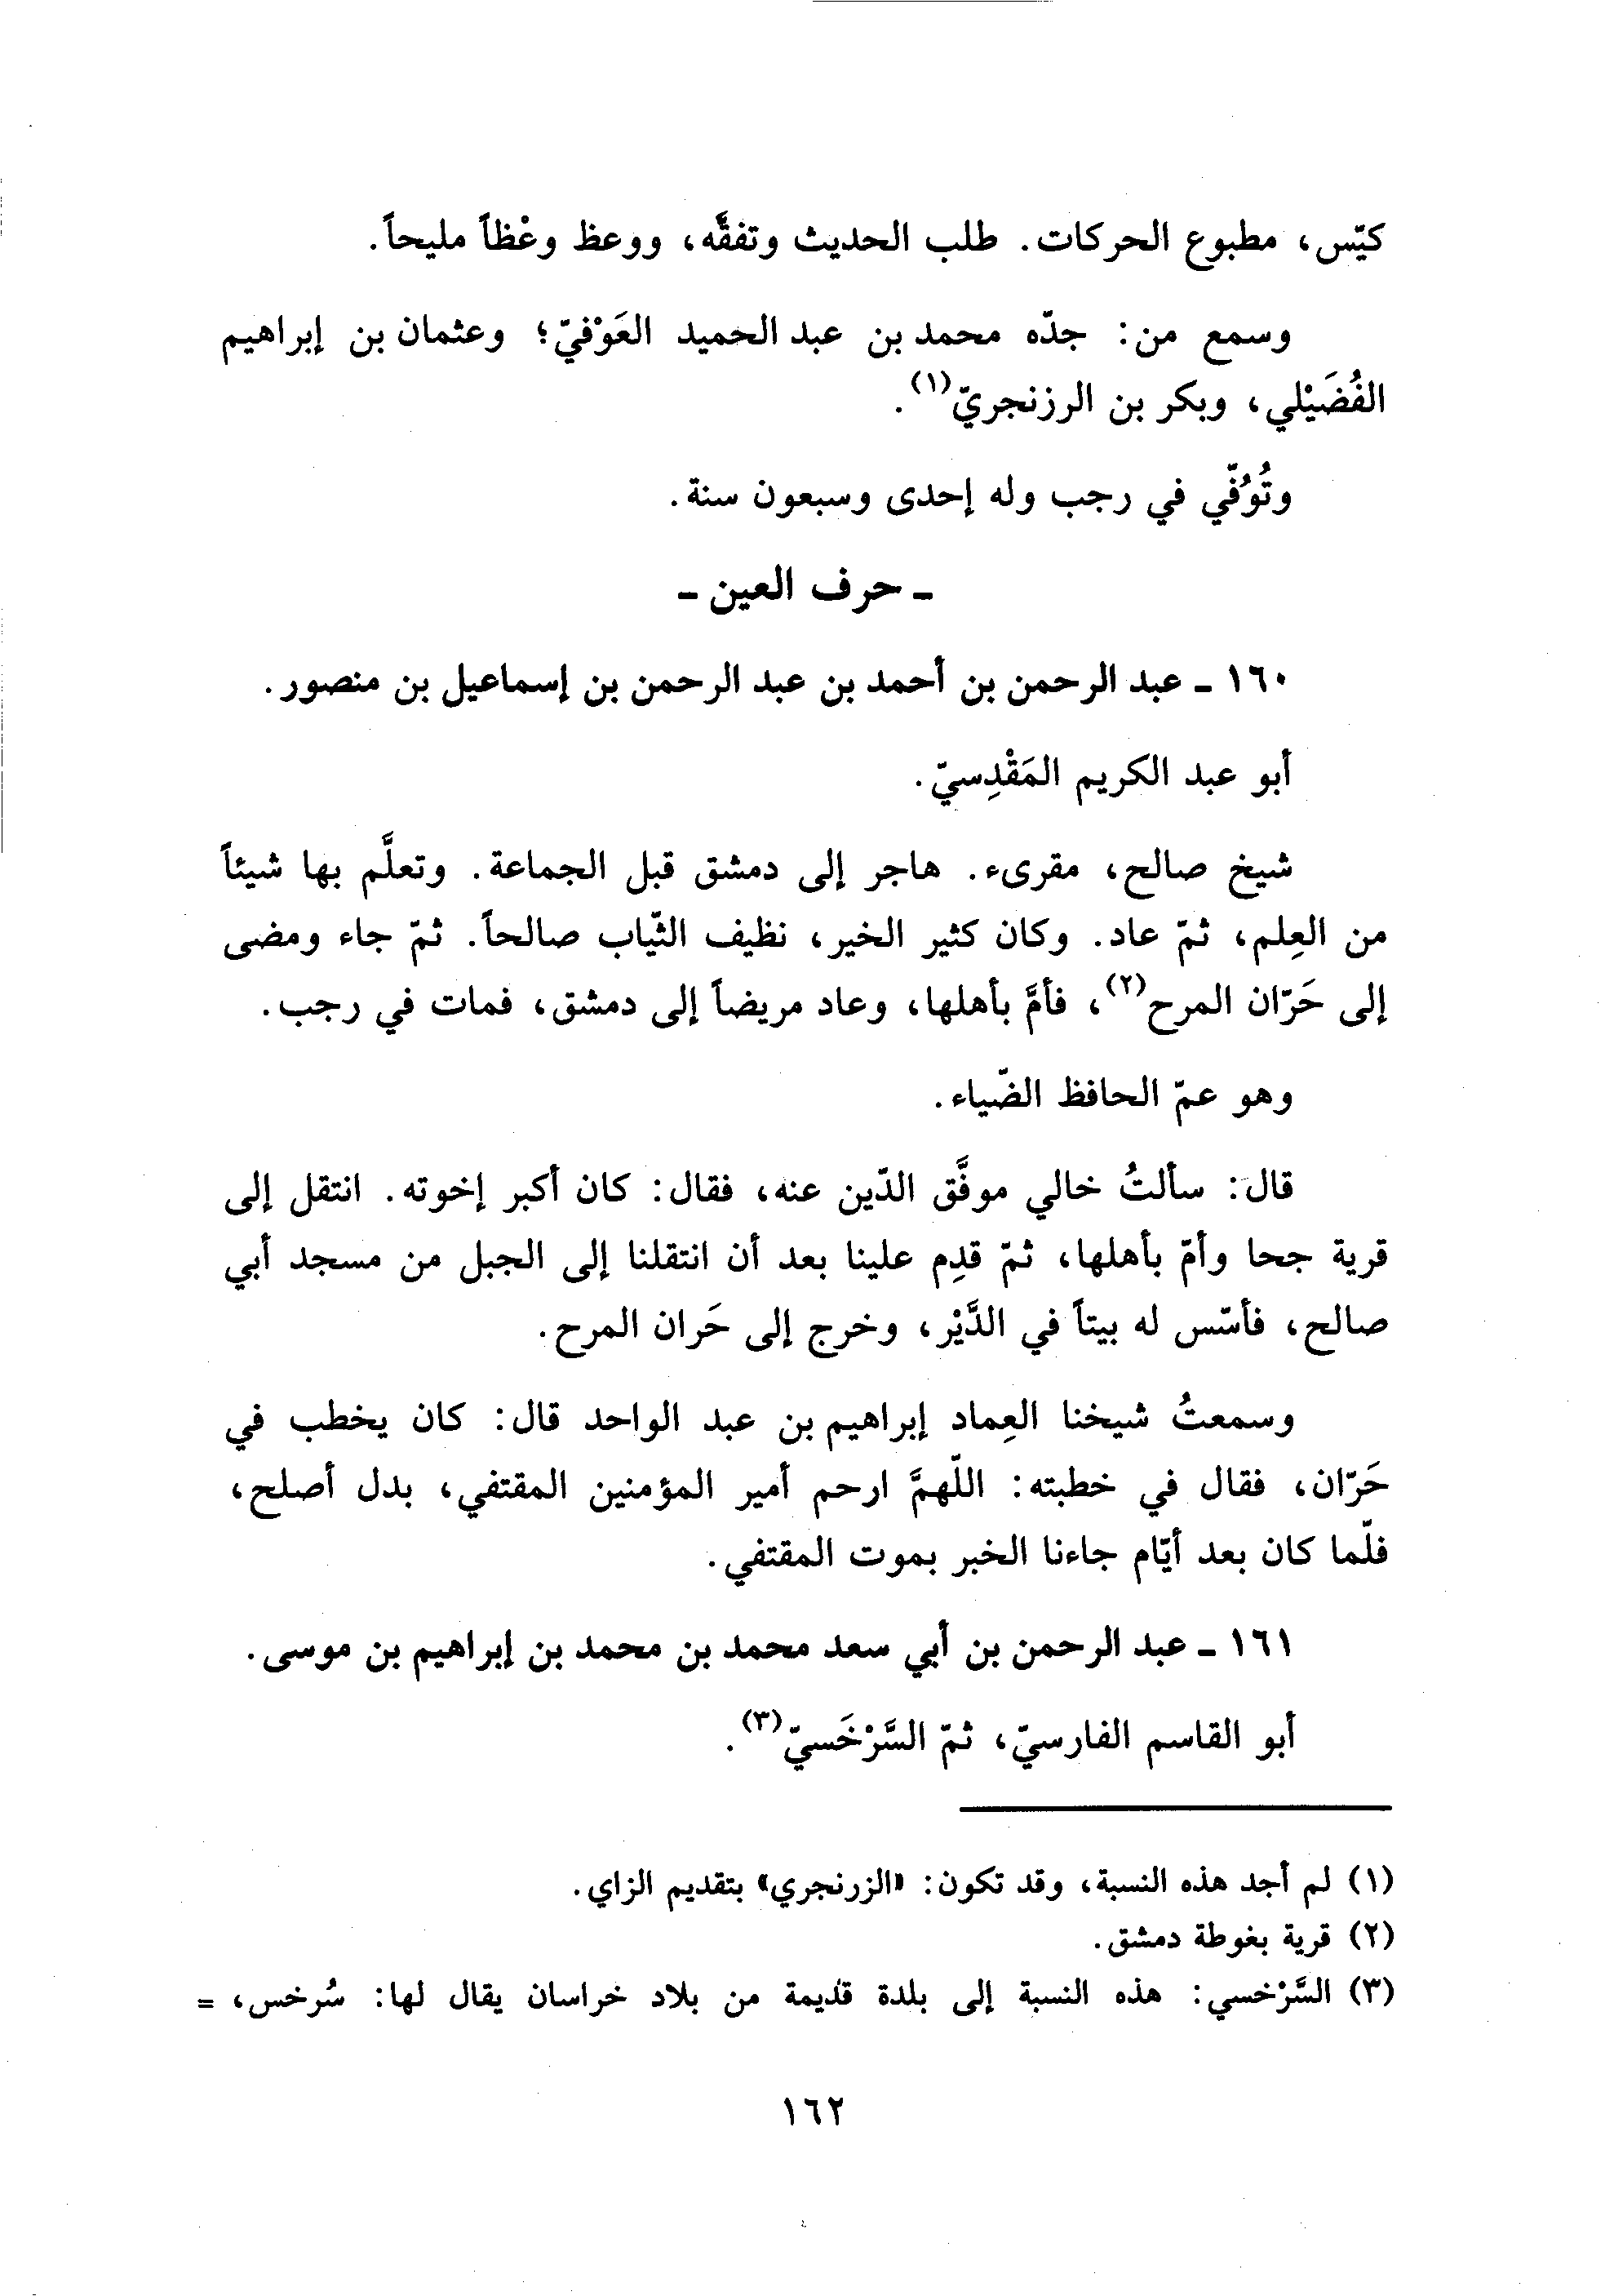 كيّس، مطبوع الحركات. طلب الحديث وتفقَّه، ووعظ وعْظاً مليحاً.
وسمع من: جدّه محمد بن عبد الحميد العَوْفيّ؛ وعثمان بن إبراهيم
الفُضَيْلي، وبكر بن الرزنجريّ(١).
وتُوُفّي في رجب وله إحدى وسبعون سنة.
ـ حرف العين ـ
١٦٠ ـ عبد الرحمن بن أحمد بن عبد الرحمن بن إسماعيل بن منصور.
أبو عبد الكريم المَقْدِسيّ.
شيخ صالح، مقرىء. هاجر إلى دمشق قبل الجماعة. وتعلَّم بها شيئاً
من العِلم، ثمّ عاد. وكان كثير الخير، نظيف الثّياب صالحاً. ثمّ جاء ومضى
إلى حَرّان المرح(٢)، فأمَّ بأهلها، وعاد مريضاً إلى دمشق، فمات في رجب.
وهو عمّ الحافظ الضّياء.
قال: سألتُ خالي موفَّق الدّين عنه، فقال: كان أكبر إخوته. انتقل إلى
قرية جحا وأمّ بأهلها، ثمّ قدِم علينا بعد أن انتقلنا إلى الجبل من مسجد أبي
صالح، فأسّس له بيتاً في الدَّيْر، وخرج إلى حَران المرح.
وسمعتُ شيخنا العِماد إبراهيم بن عبد الواحد قال: كان يخطب في
حَرّان، فقال في خطبته: اللّهمَّ ارحم أمير المؤمنين المقتفي، بدل أصلح،
فلّما كان بعد أيّام جاءنا الخبر بموت المقتفي.
١٦١ ـ عبد الرحمن بن أبي سعد محمد بن محمد بن إبراهيم بن موسى.
أبو القاسم الفارسيّ، ثمّ السَّرْخَسيّ(٣).
(١) لم أجد هذه النسبة، وقد تكون: «الزرنجري» بتقديم الزاي.
(٢) قرية بغوطة دمشق.
(٣) السَّرْخسي: هذه النسبة إلى بلدة قديمة من بلاد خراسان يقال لها: سُرخس، =
١٦٢